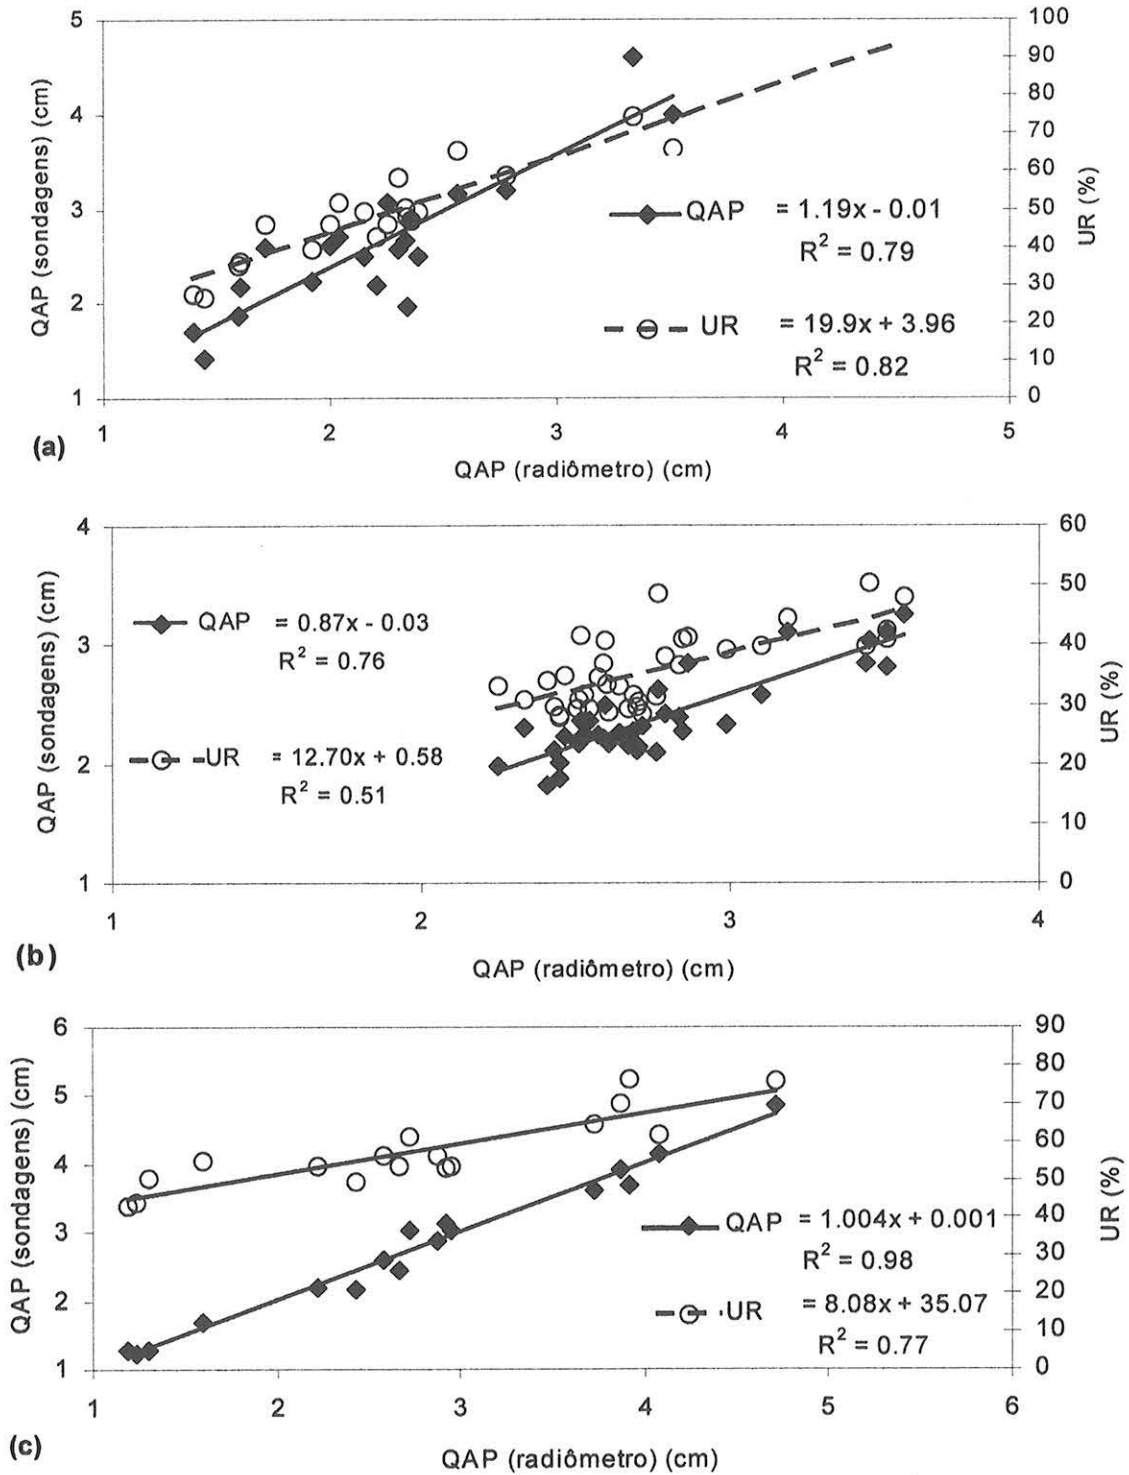 5
4
3
2
1
QAP (sondagens) (cm)
100
90
80
70
60
50
40
30
20
10
0
UR (%)
QAP = 1.19x - 0.01
R² = 0.79
UR = 19.9x + 3.96
R² = 0.82
1 2 3 4 5
(a)
QAP (radiômetro) (cm)
4
3
2
1
QAP (sondagens) (cm)
60
50
40
30
20
10
0
UR (%)
QAP = 0.87x - 0.03
R² = 0.76
UR = 12.70x + 0.58
R² = 0.51
1 2 3 4
(b)
QAP (radiômetro) (cm)
6
5
4
3
2
1
QAP (sondagens) (cm)
90
80
70
60
50
40
30
20
10
0
UR (%)
QAP = 1.004x + 0.001
R² = 0.98
UR = 8.08x + 35.07
R² = 0.77
1 2 3 4 5 6
(c)
QAP (radiômetro) (cm)